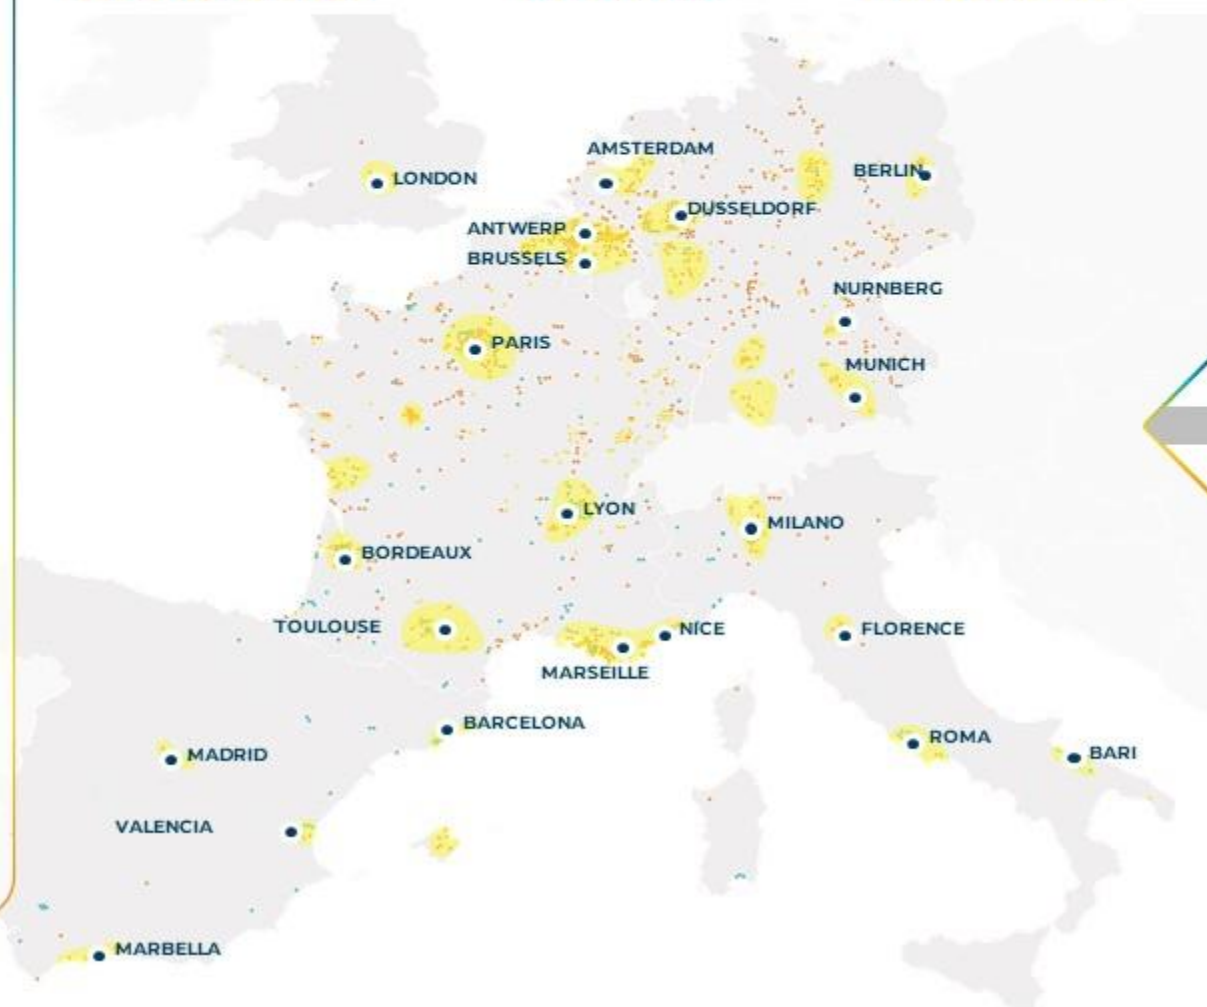 AMSTERDAM
LONDON
BERLIN
DUSSELDORF
ANTWERP
BRUSSELS
NURNBERG
PARIS
MUNICH
LYON
MILANO
BORDEAUX
TOULOUSE
NICE
FLORENCE
MARSEILLE
BARCELONA
ROMA
MADRID
BARI
VALENCIA
MARBELLA